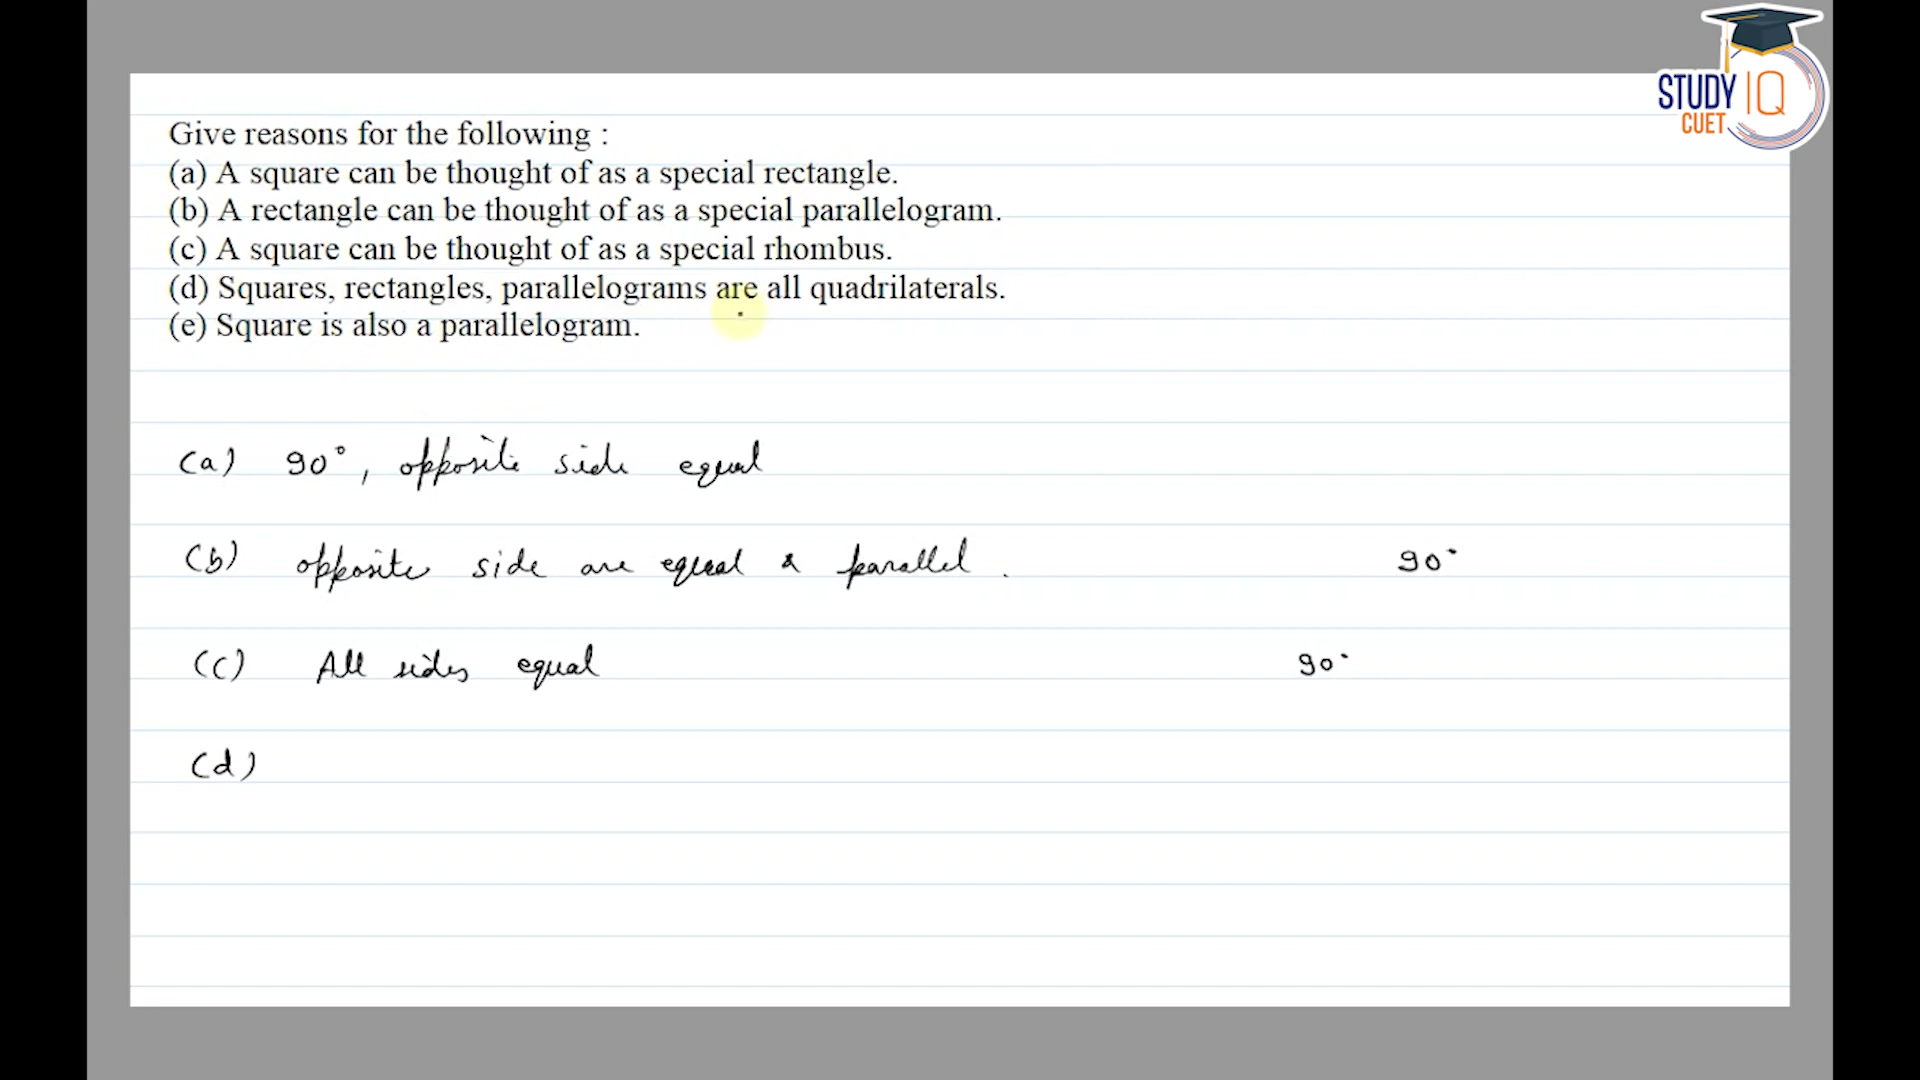 STUDY IQ
CUET
Give reasons for the following :
(a) A square can be thought of as a special rectangle.
(b) A rectangle can be thought of as a special parallelogram.
(c) A square can be thought of as a special rhombus.
(d) Squares, rectangles, parallelograms are all quadrilaterals.
(e) Square is also a parallelogram.
(a) 90°, opposite side equal
(b) opposite side are equal & parallel. 90°
(c) All sides equal 90°
(d)